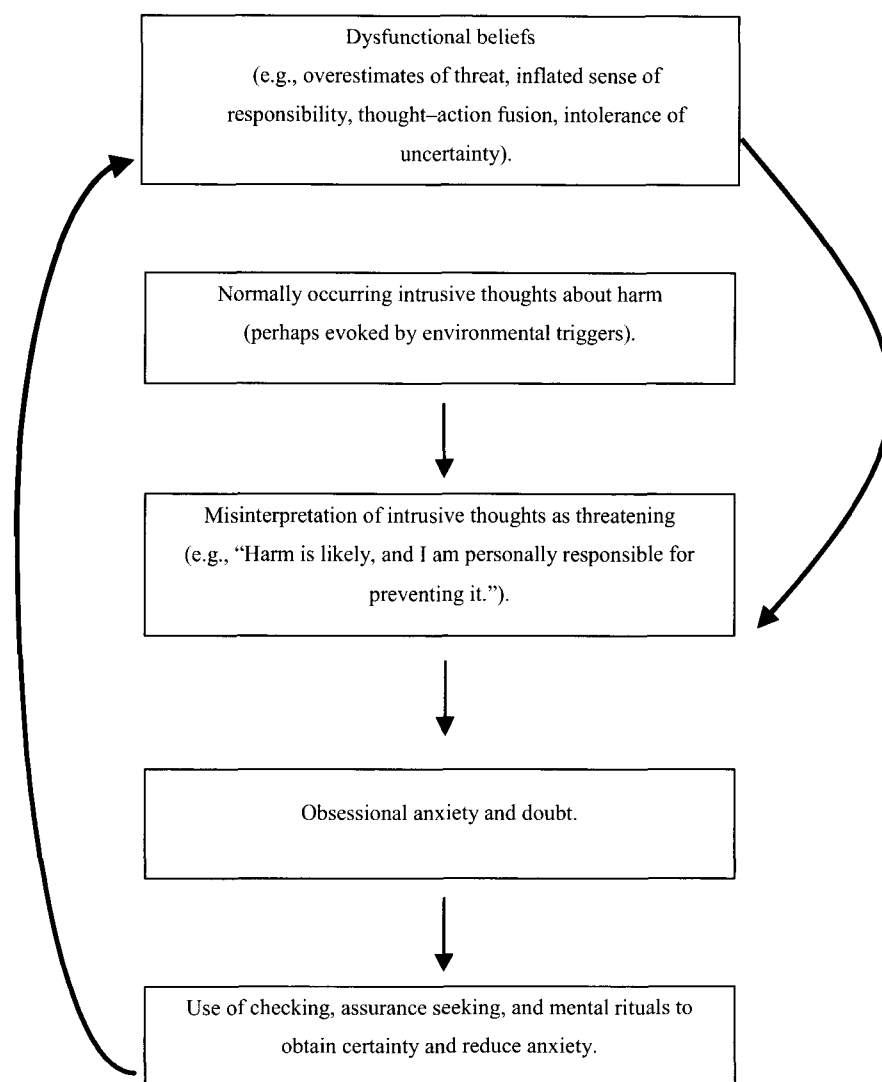 Dysfunctional beliefs
(e.g., overestimates of threat, inflated sense of
responsibility, thought–action fusion, intolerance of
uncertainty).
Normally occurring intrusive thoughts about harm
(perhaps evoked by environmental triggers).
Misinterpretation of intrusive thoughts as threatening
(e.g., “Harm is likely, and I am personally responsible for
preventing it.”).
Obsessional anxiety and doubt.
Use of checking, assurance seeking, and mental rituals to
obtain certainty and reduce anxiety.